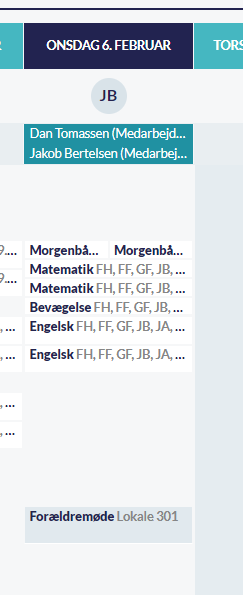 ONSDAG 6. FEBRUAR
TORS
JB
Dan Tomassen (Medarbejd...
Jakob Bertelsen (Medarbej...
9....
Morgenbå...
Morgenbå...
9....
Matematik FH, FF, GF, JB, ...
Matematik FH, FF, GF, JB, ...
Bevægelse FH, FF, GF, JB, ...
, ...
Engelsk FH, FF, GF, JB, JA, ...
, ...
Engelsk FH, FF, GF, JB, JA, ...
, ...
, ...
Forældremøde Lokale 301